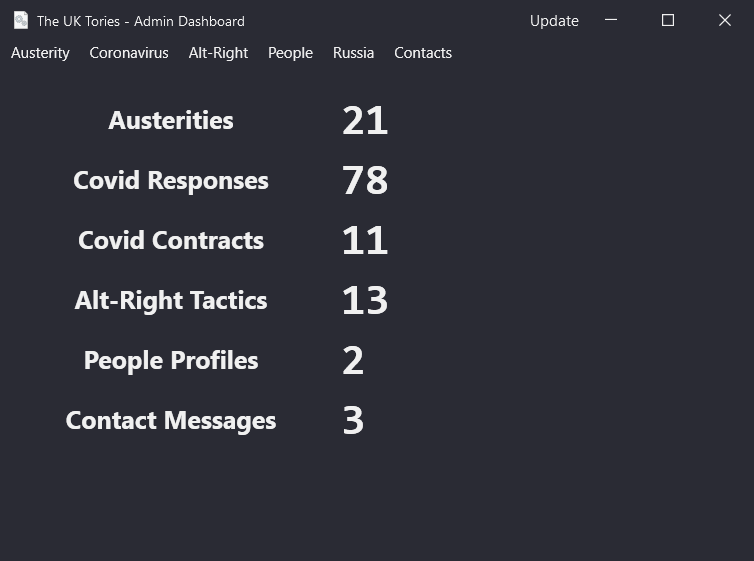 The UK Tories - Admin Dashboard Update
Austerity Coronavirus Alt-Right People Russia Contacts
Austerities 21
Covid Responses 78
Covid Contracts 11
Alt-Right Tactics 13
People Profiles 2
Contact Messages 3